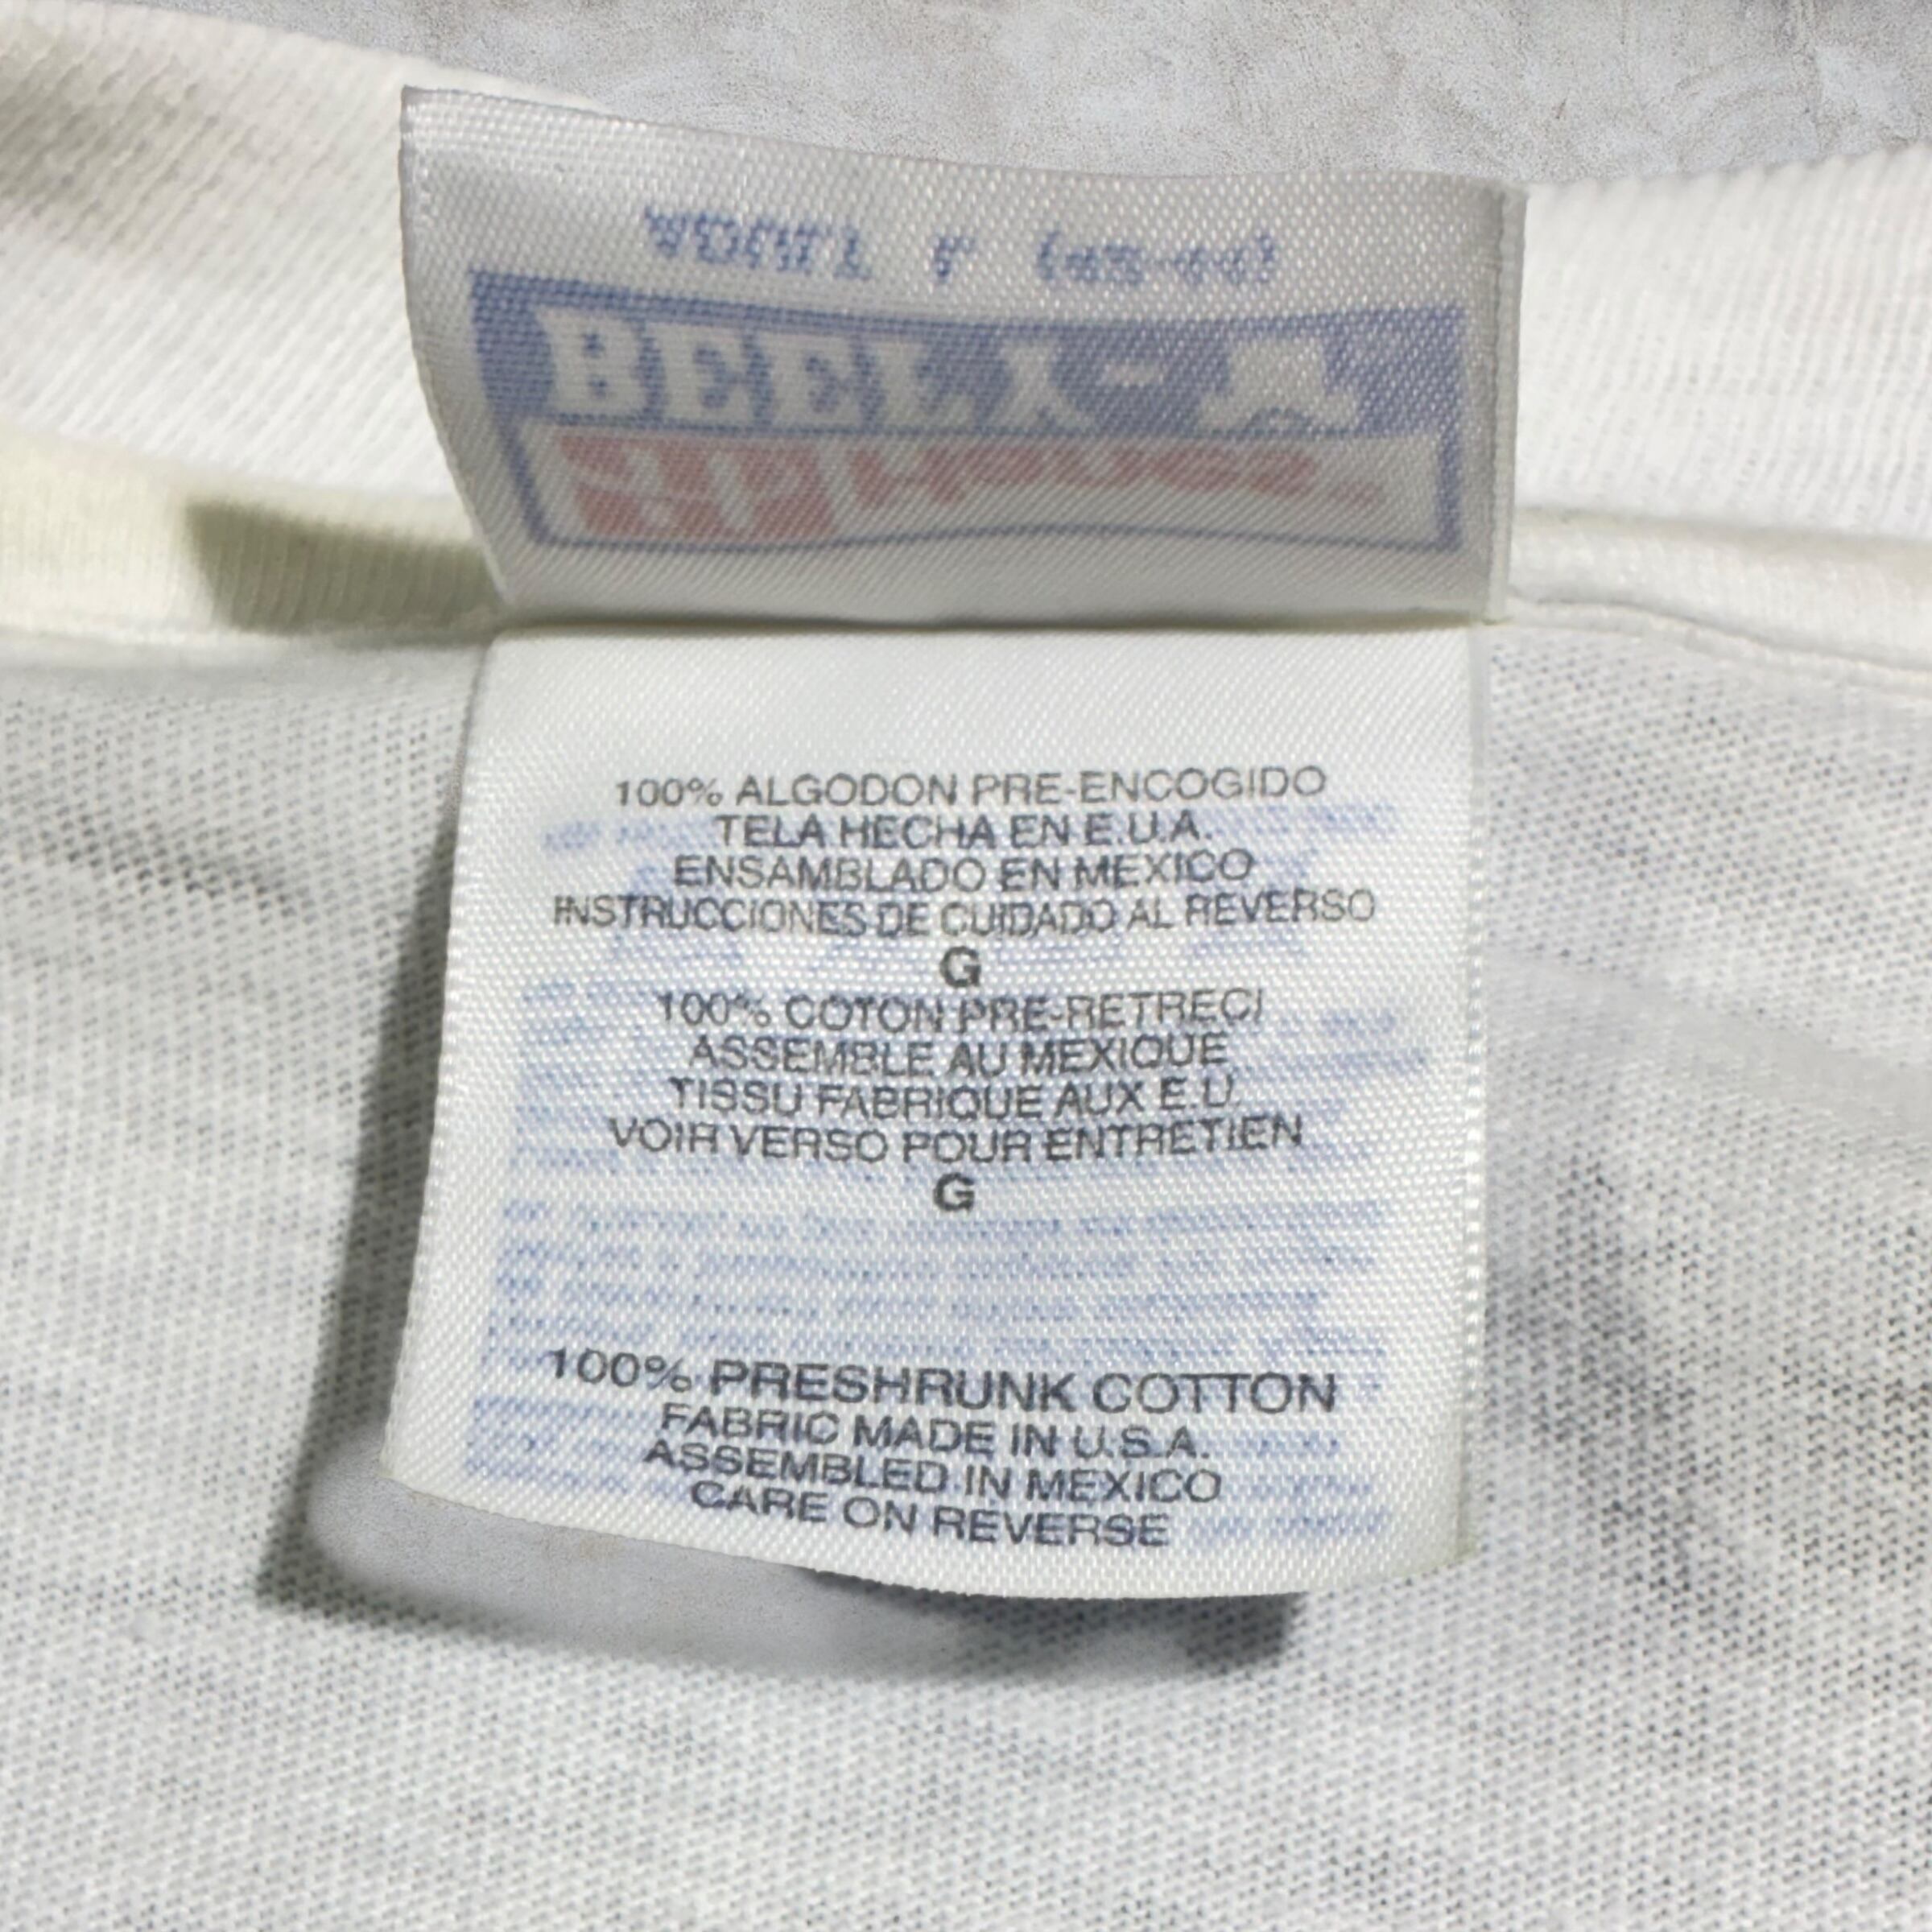 100% ALGODON PRE-ENCOGIDO
TELA HECHA EN E.U.A.
ENSAMBLADO EN MEXICO
INSTRUCCIONES DE CUIDADO AL REVERSO
G
100% COTON PRE-RETRECI
ASSEMBLE AU MEXIQUE
TISSU FABRIQUE AUX E.U.
VOIR VERSO POUR ENTRETIEN
G
100% PRESHRUNK COTTON
FABRIC MADE IN U.S.A.
ASSEMBLED IN MEXICO
CARE ON REVERSE